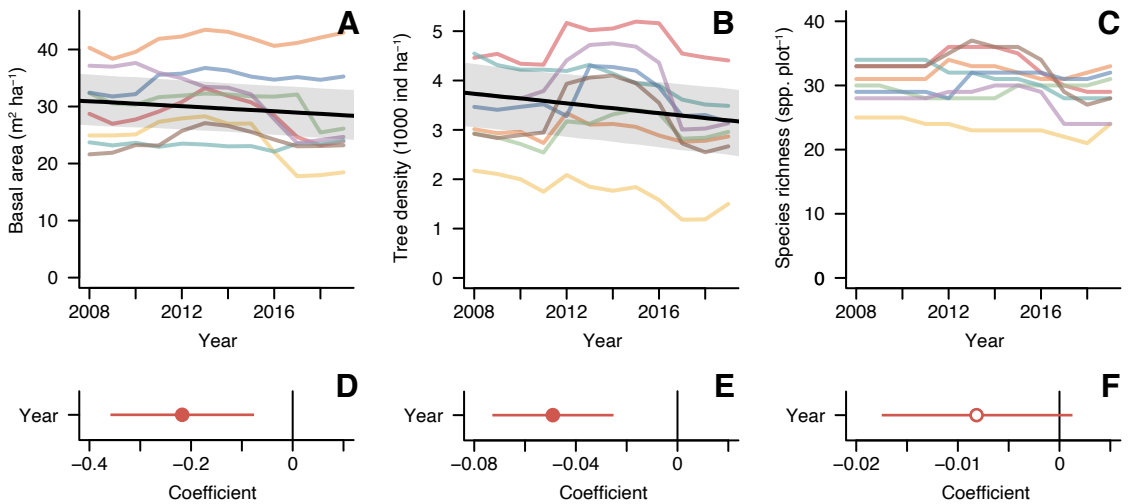 A
Basal area (m² ha⁻¹)
40
30
20
10
0
2008
2012
2016
Year
B
Tree density (1000 ind ha⁻¹)
5
4
3
2
1
0
2008
2012
2016
Year
C
Species richness (spp. plot⁻¹)
40
30
20
10
0
2008
2012
2016
Year
D
Year
−0.4
−0.2
0
Coefficient
E
Year
−0.08
−0.04
0
Coefficient
F
Year
−0.02
−0.01
0
Coefficient